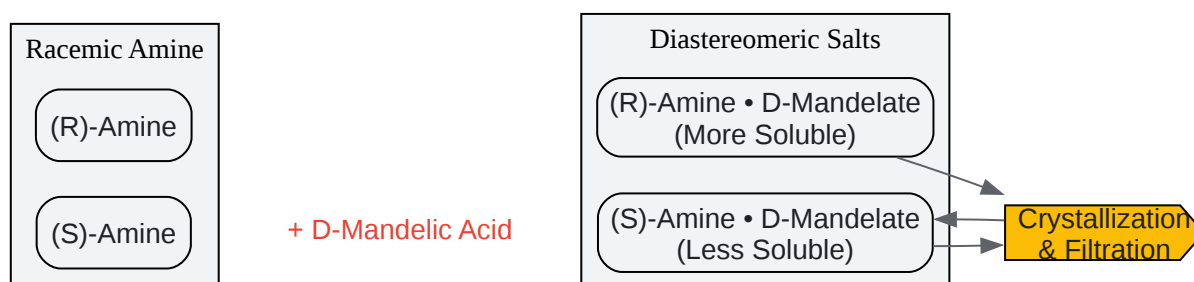 Racemic Amine
(R)-Amine
(S)-Amine
+ D-Mandelic Acid
Diastereomeric Salts
(R)-Amine • D-Mandelate
(More Soluble)
(S)-Amine • D-Mandelate
(Less Soluble)
Crystallization
& Filtration